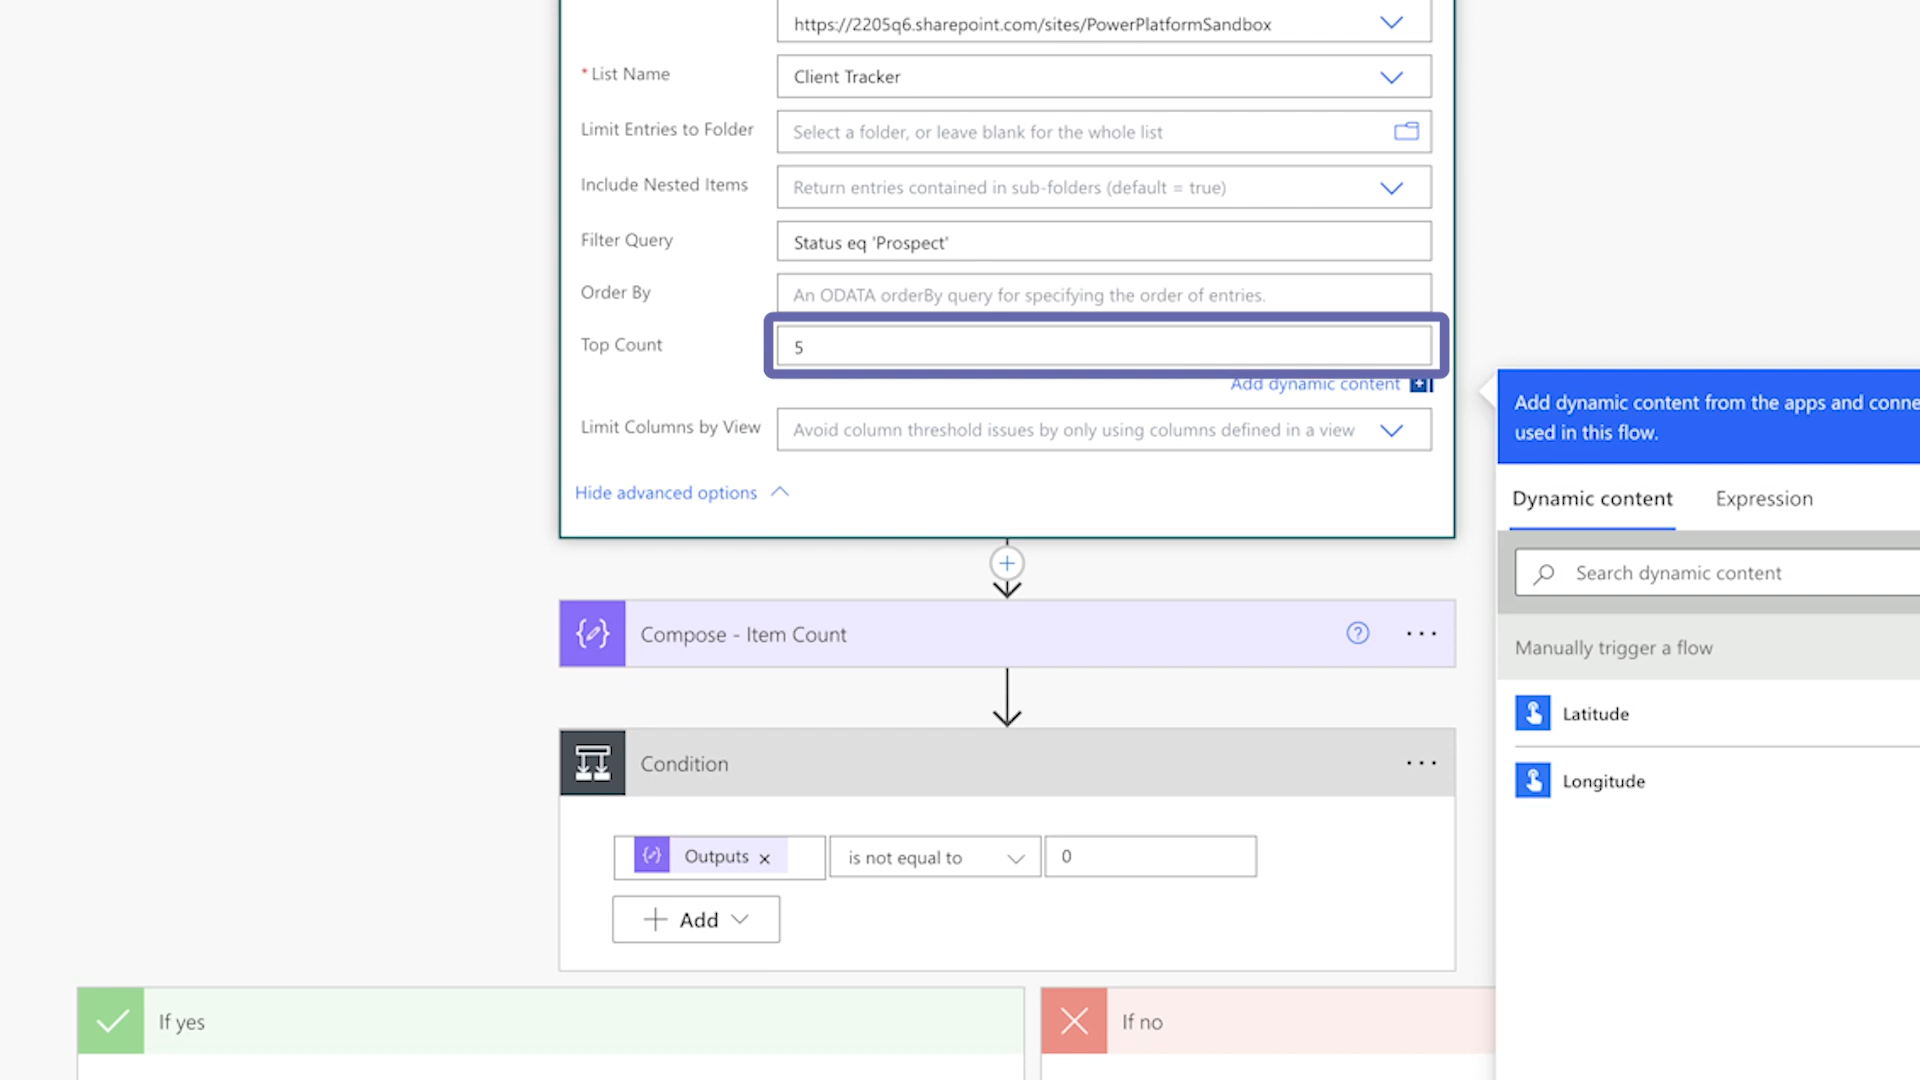 https://2205q6.sharepoint.com/sites/PowerPlatformSandbox
* List Name
Client Tracker
Limit Entries to Folder
Select a folder, or leave blank for the whole list
Include Nested Items
Return entries contained in sub-folders (default = true)
Filter Query
Status eq 'Prospect'
Order By
An ODATA orderBy query for specifying the order of entries.
Top Count
5
Add dynamic content
Limit Columns by View
Avoid column threshold issues by only using columns defined in a view
Hide advanced options
Compose - Item Count
Condition
Outputs
is not equal to
0
Add
If yes
If no
Add dynamic content from the apps and conne
used in this flow.
Dynamic content
Expression
Search dynamic content
Manually trigger a flow
Latitude
Longitude